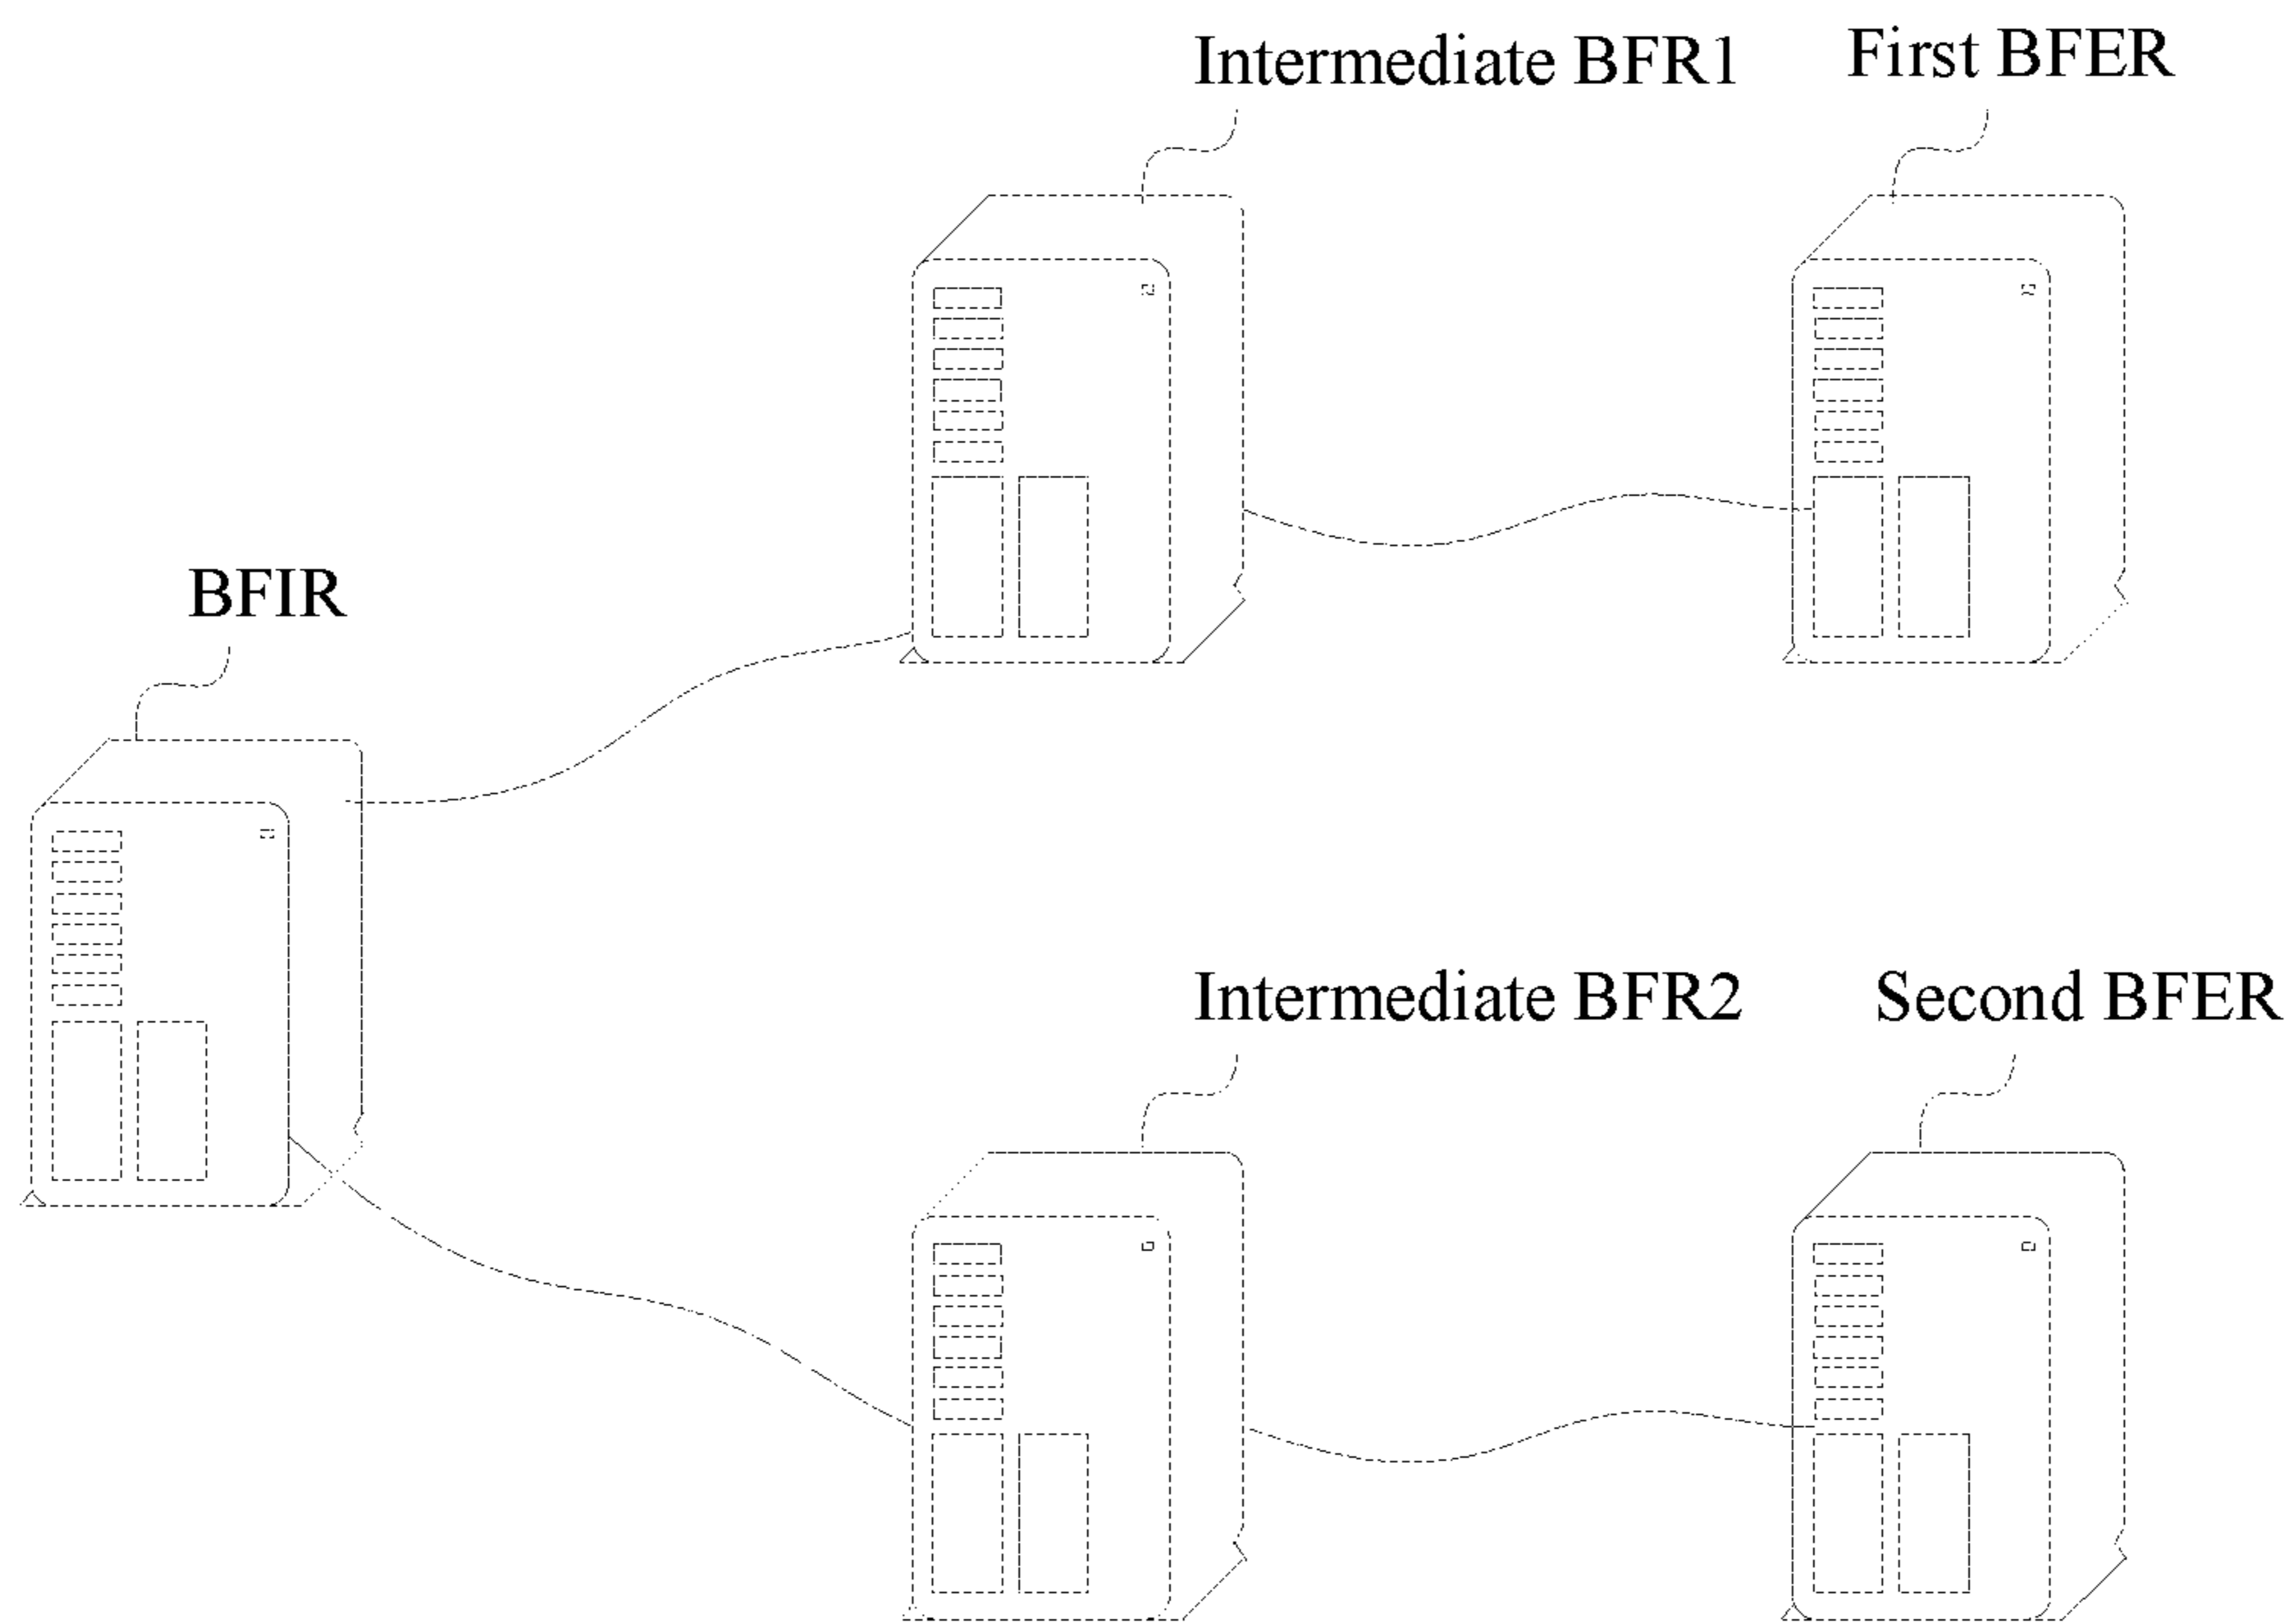 Intermediate BFR1
First BFER
BFIR
Intermediate BFR2
Second BFER